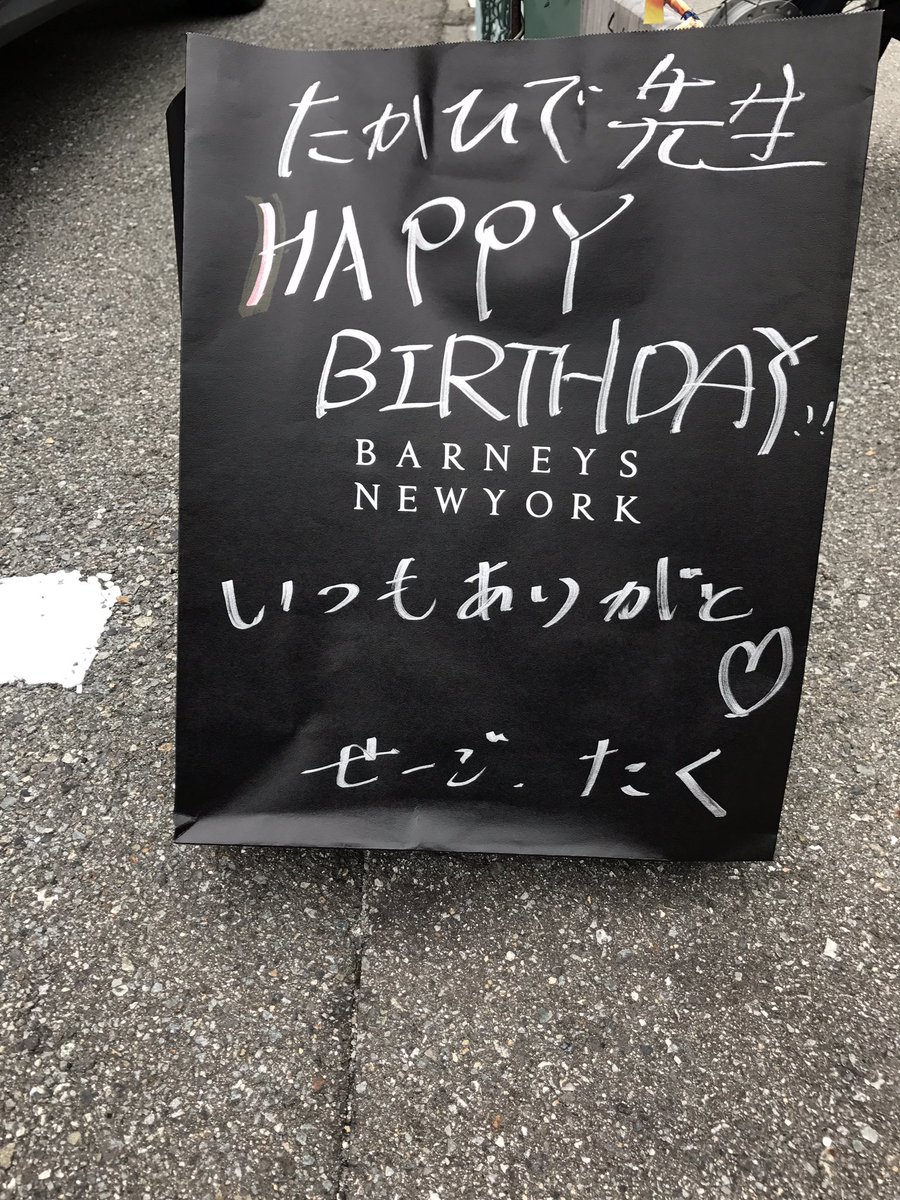 たかひで先生
HAPPY
BIRTHDAY!!
BARNEYS
NEWYORK
いつもありがと
♡
せーじ.たく